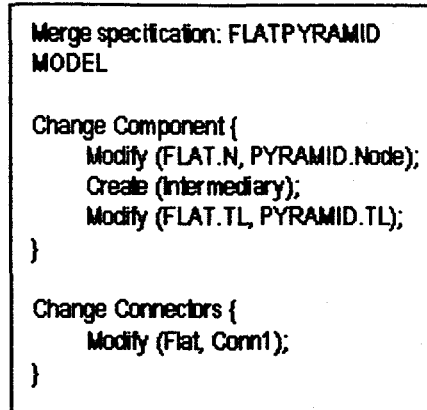 Merge specification: FLATPYRAMID
MODEL
Change Component {
Modify (FLAT.N, PYRAMID.Node);
Create (Intermediary);
Modify (FLAT.TL, PYRAMID.TL);
}
Change Connectors {
Modify (Flat, Conn1);
}